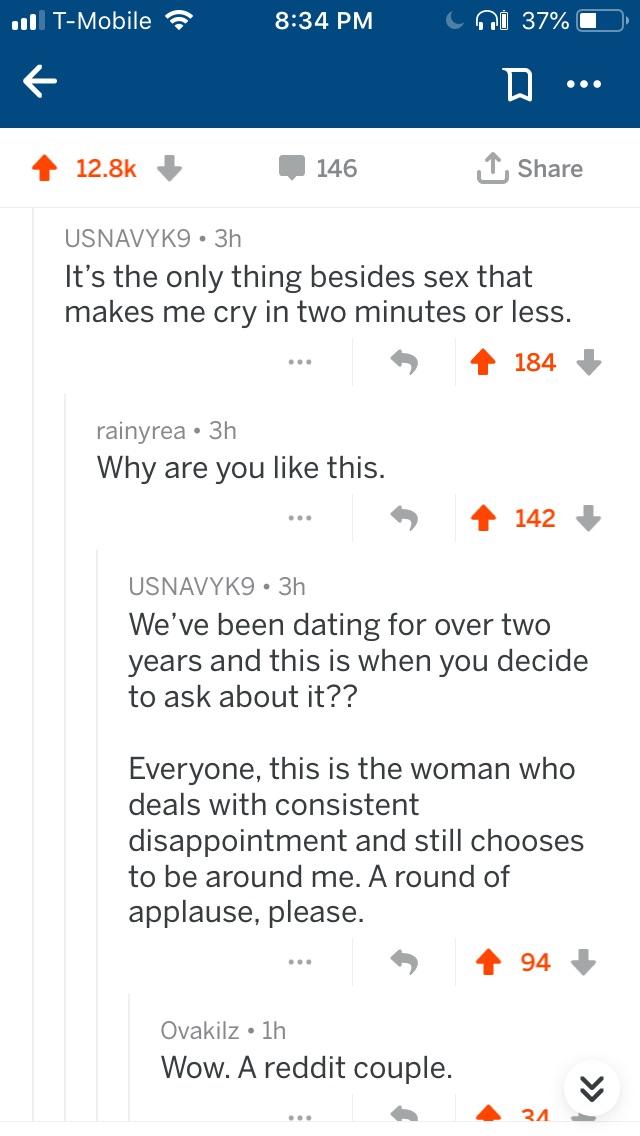 T-Mobile 8:34 PM 37%
12.8k 146 Share
USNAVYK9 • 3h
It's the only thing besides sex that
makes me cry in two minutes or less.
184
rainyrea • 3h
Why are you like this.
142
USNAVYK9 • 3h
We've been dating for over two
years and this is when you decide
to ask about it??
Everyone, this is the woman who
deals with consistent
disappointment and still chooses
to be around me. A round of
applause, please.
94
Ovakilz • 1h
Wow. A reddit couple.
34